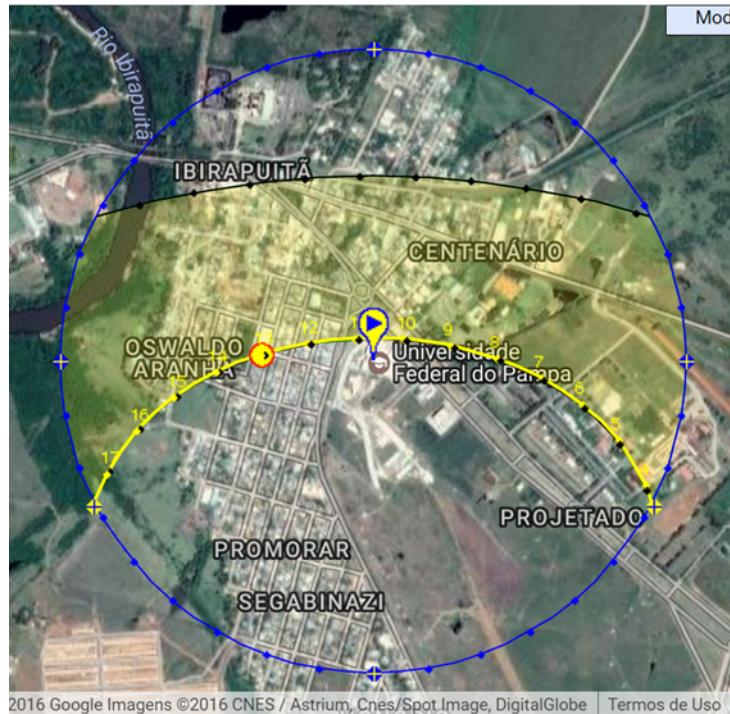 Mod
Rio Ibirapuitã
IBIRAPUITÃ
CENTENÁRIO
OSWALDO
ARANHA
12
10
9
8
7
6
5
4
15
16
17
Universidade
Federal do Pampa
PROJETADO
PROMORAR
SEGABINAZI
2016 Google Imagens ©2016 CNES / Astrium, Cnes/Spot Image, DigitalGlobe
Termos de Uso